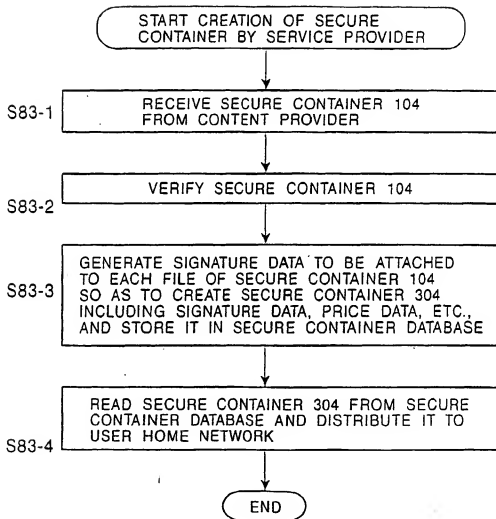 START CREATION OF SECURE
CONTAINER BY SERVICE PROVIDER
S83-1
RECEIVE SECURE CONTAINER 104
FROM CONTENT PROVIDER
S83-2
VERIFY SECURE CONTAINER 104
S83-3
GENERATE SIGNATURE DATA TO BE ATTACHED
TO EACH FILE OF SECURE CONTAINER 104
SO AS TO CREATE SECURE CONTAINER 304
INCLUDING SIGNATURE DATA, PRICE DATA, ETC.,
AND STORE IT IN SECURE CONTAINER DATABASE
S83-4
READ SECURE CONTAINER 304 FROM SECURE
CONTAINER DATABASE AND DISTRIBUTE IT TO
USER HOME NETWORK
END